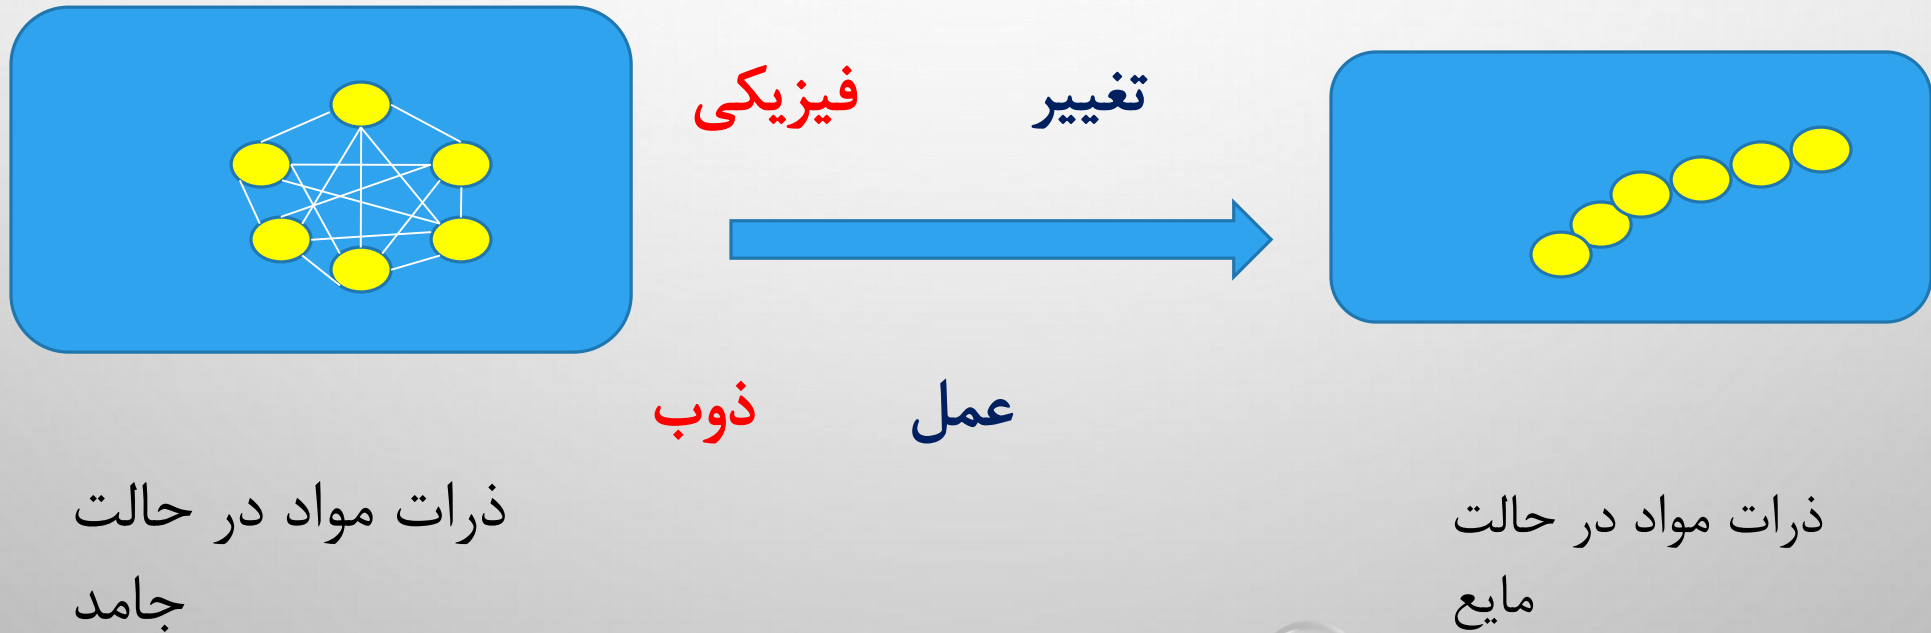 تغییر فیزیکی
عمل ذوب
ذرات مواد در حالت
مایع
ذرات مواد در حالت
جامد